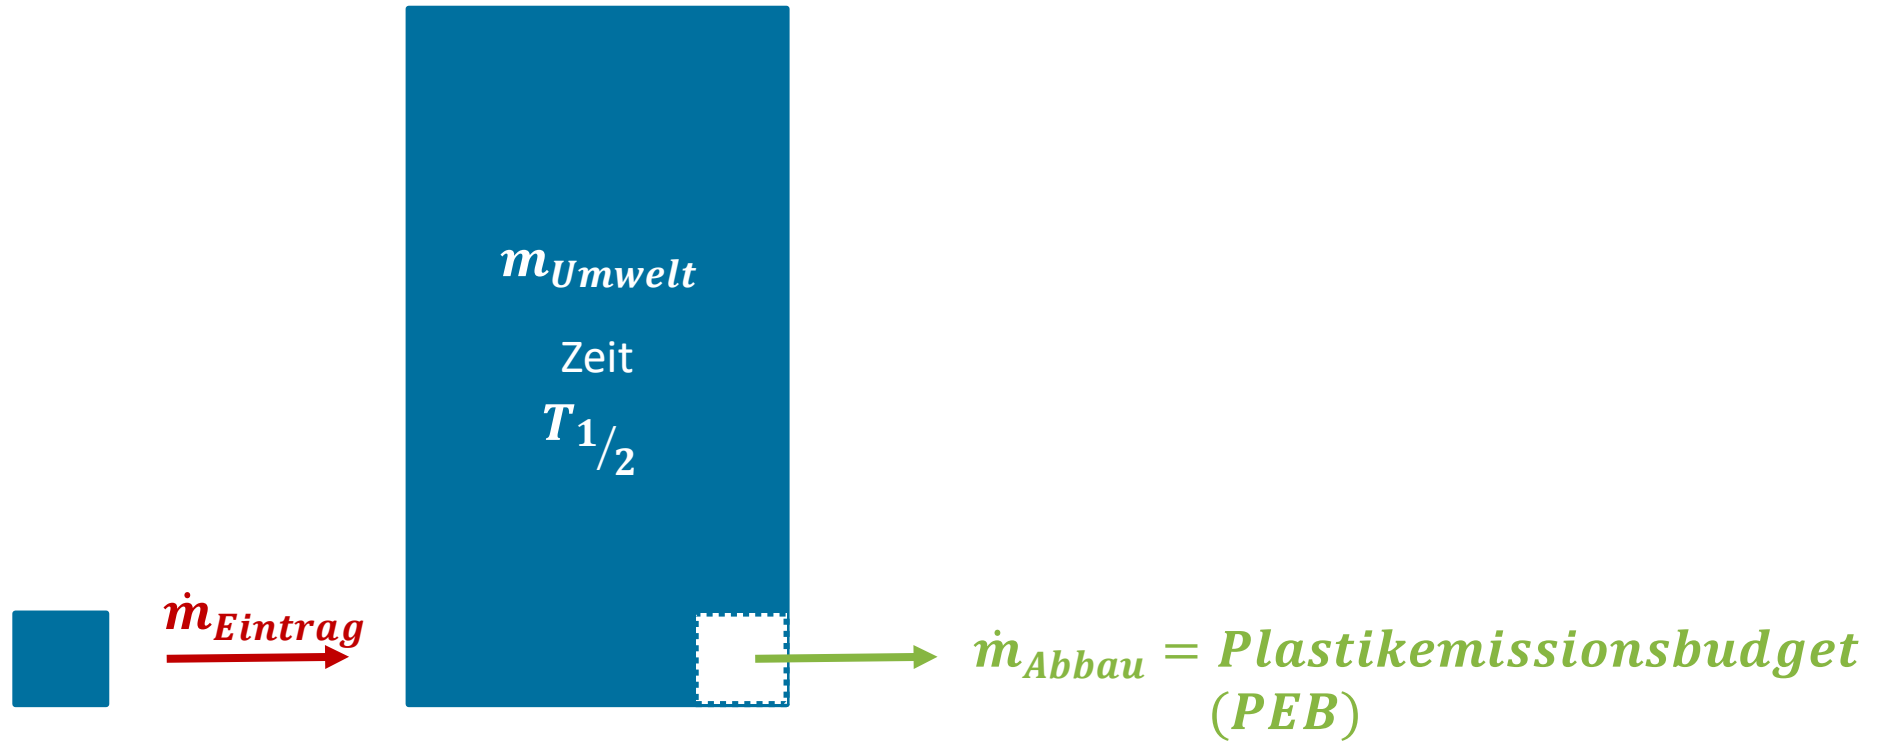 m_Umwelt
Zeit
T_1/2
ṁ_Eintrag
ṁ_Abbau = Plastikemissionsbudget
(PEB)